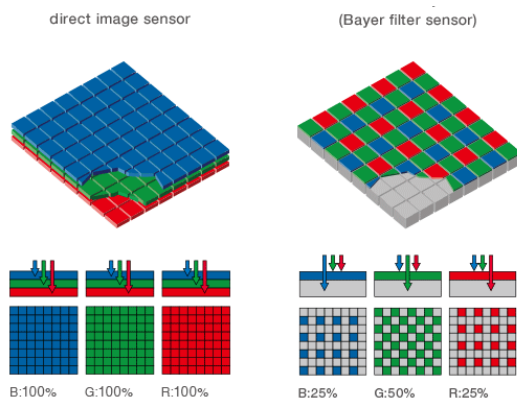 direct image sensor
(Bayer filter sensor)
B:100% G:100% R:100%
B:25% G:50% R:25%